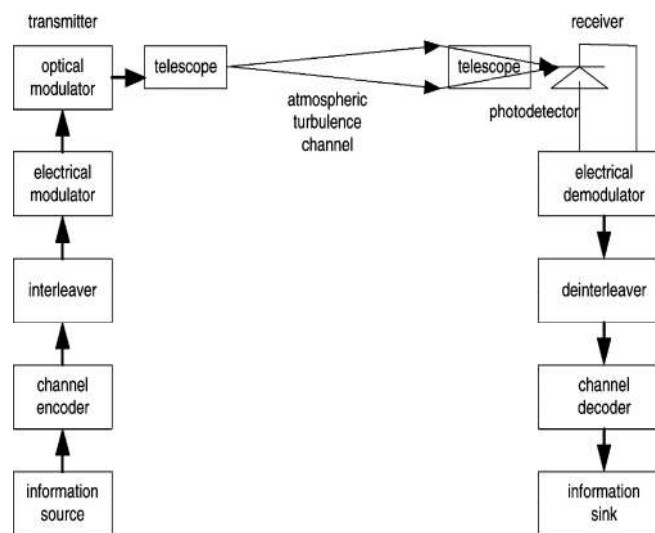 transmitter
receiver
optical
modulator
telescope
telescope
atmospheric
turbulence
channel
photodetector
electrical
modulator
electrical
demodulator
interleaver
deinterleaver
channel
encoder
channel
decoder
information
source
information
sink